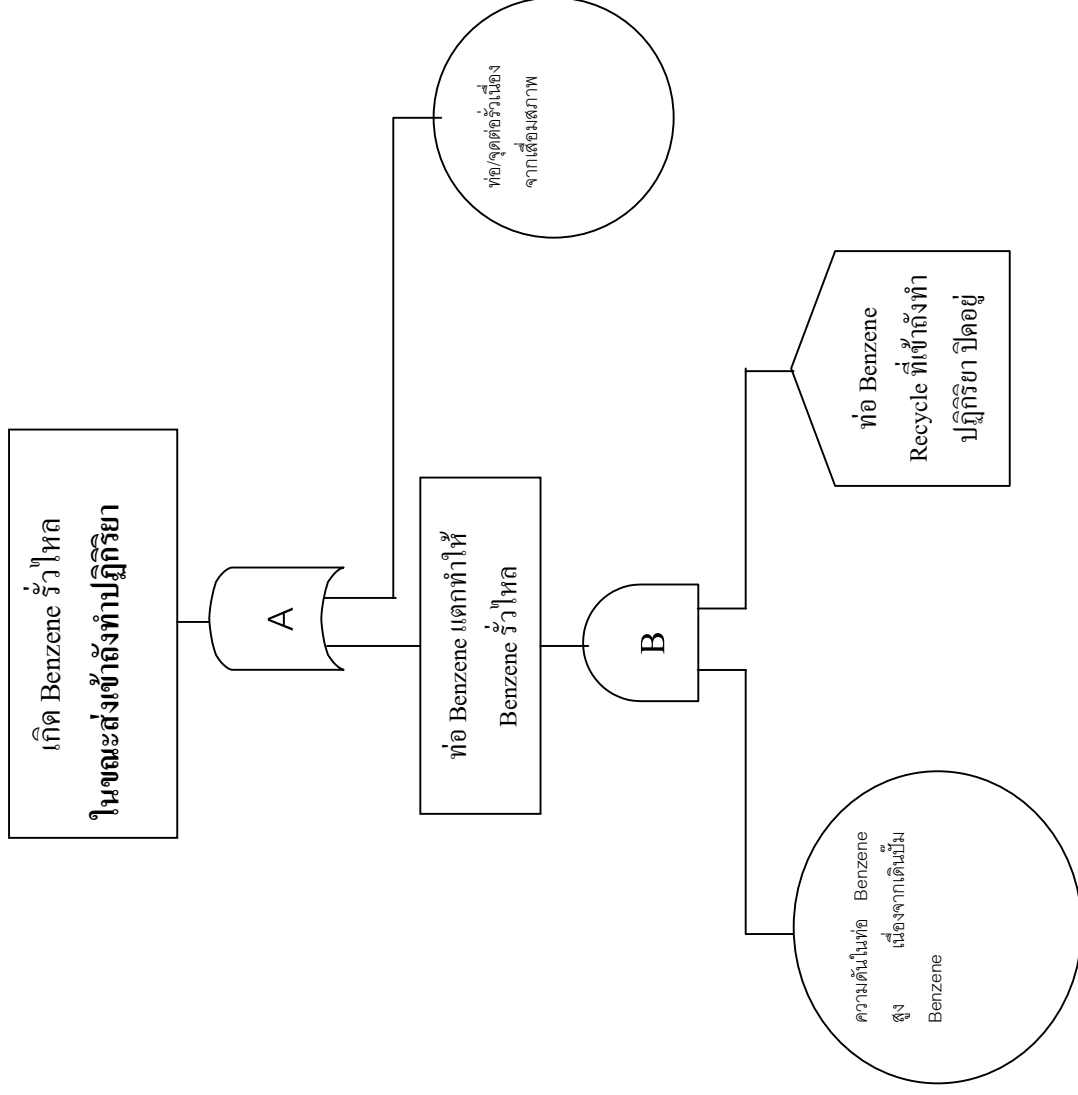 เกิด Benzene รั่วไหล
ในขณะส่งเข้าถังทำปฏิกิริยา
A
ท่อ/จุดต่อรั่วเนื่อง
จากเสื่อมสภาพ
ท่อ Benzene แตกทำให้
Benzene รั่วไหล
B
ความดันในท่อ Benzene
สูง เนื่องจากเดินปั๊ม
Benzene
ท่อ Benzene
Recycle ที่เข้าถังทำ
ปฏิกิริยา ปิดอยู่